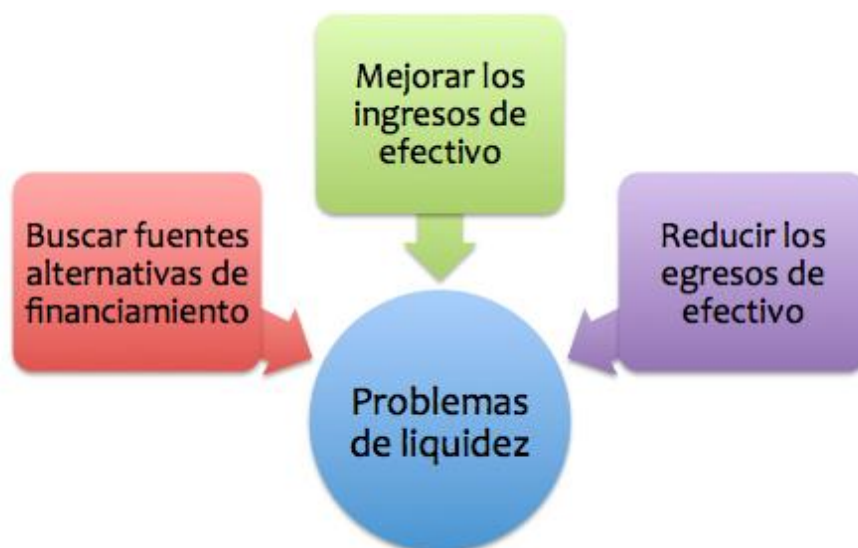 Mejorar los
ingresos de
efectivo
Buscar fuentes
alternativas de
financiamiento
Reducir los
egresos de
efectivo
Problemas
de liquidez